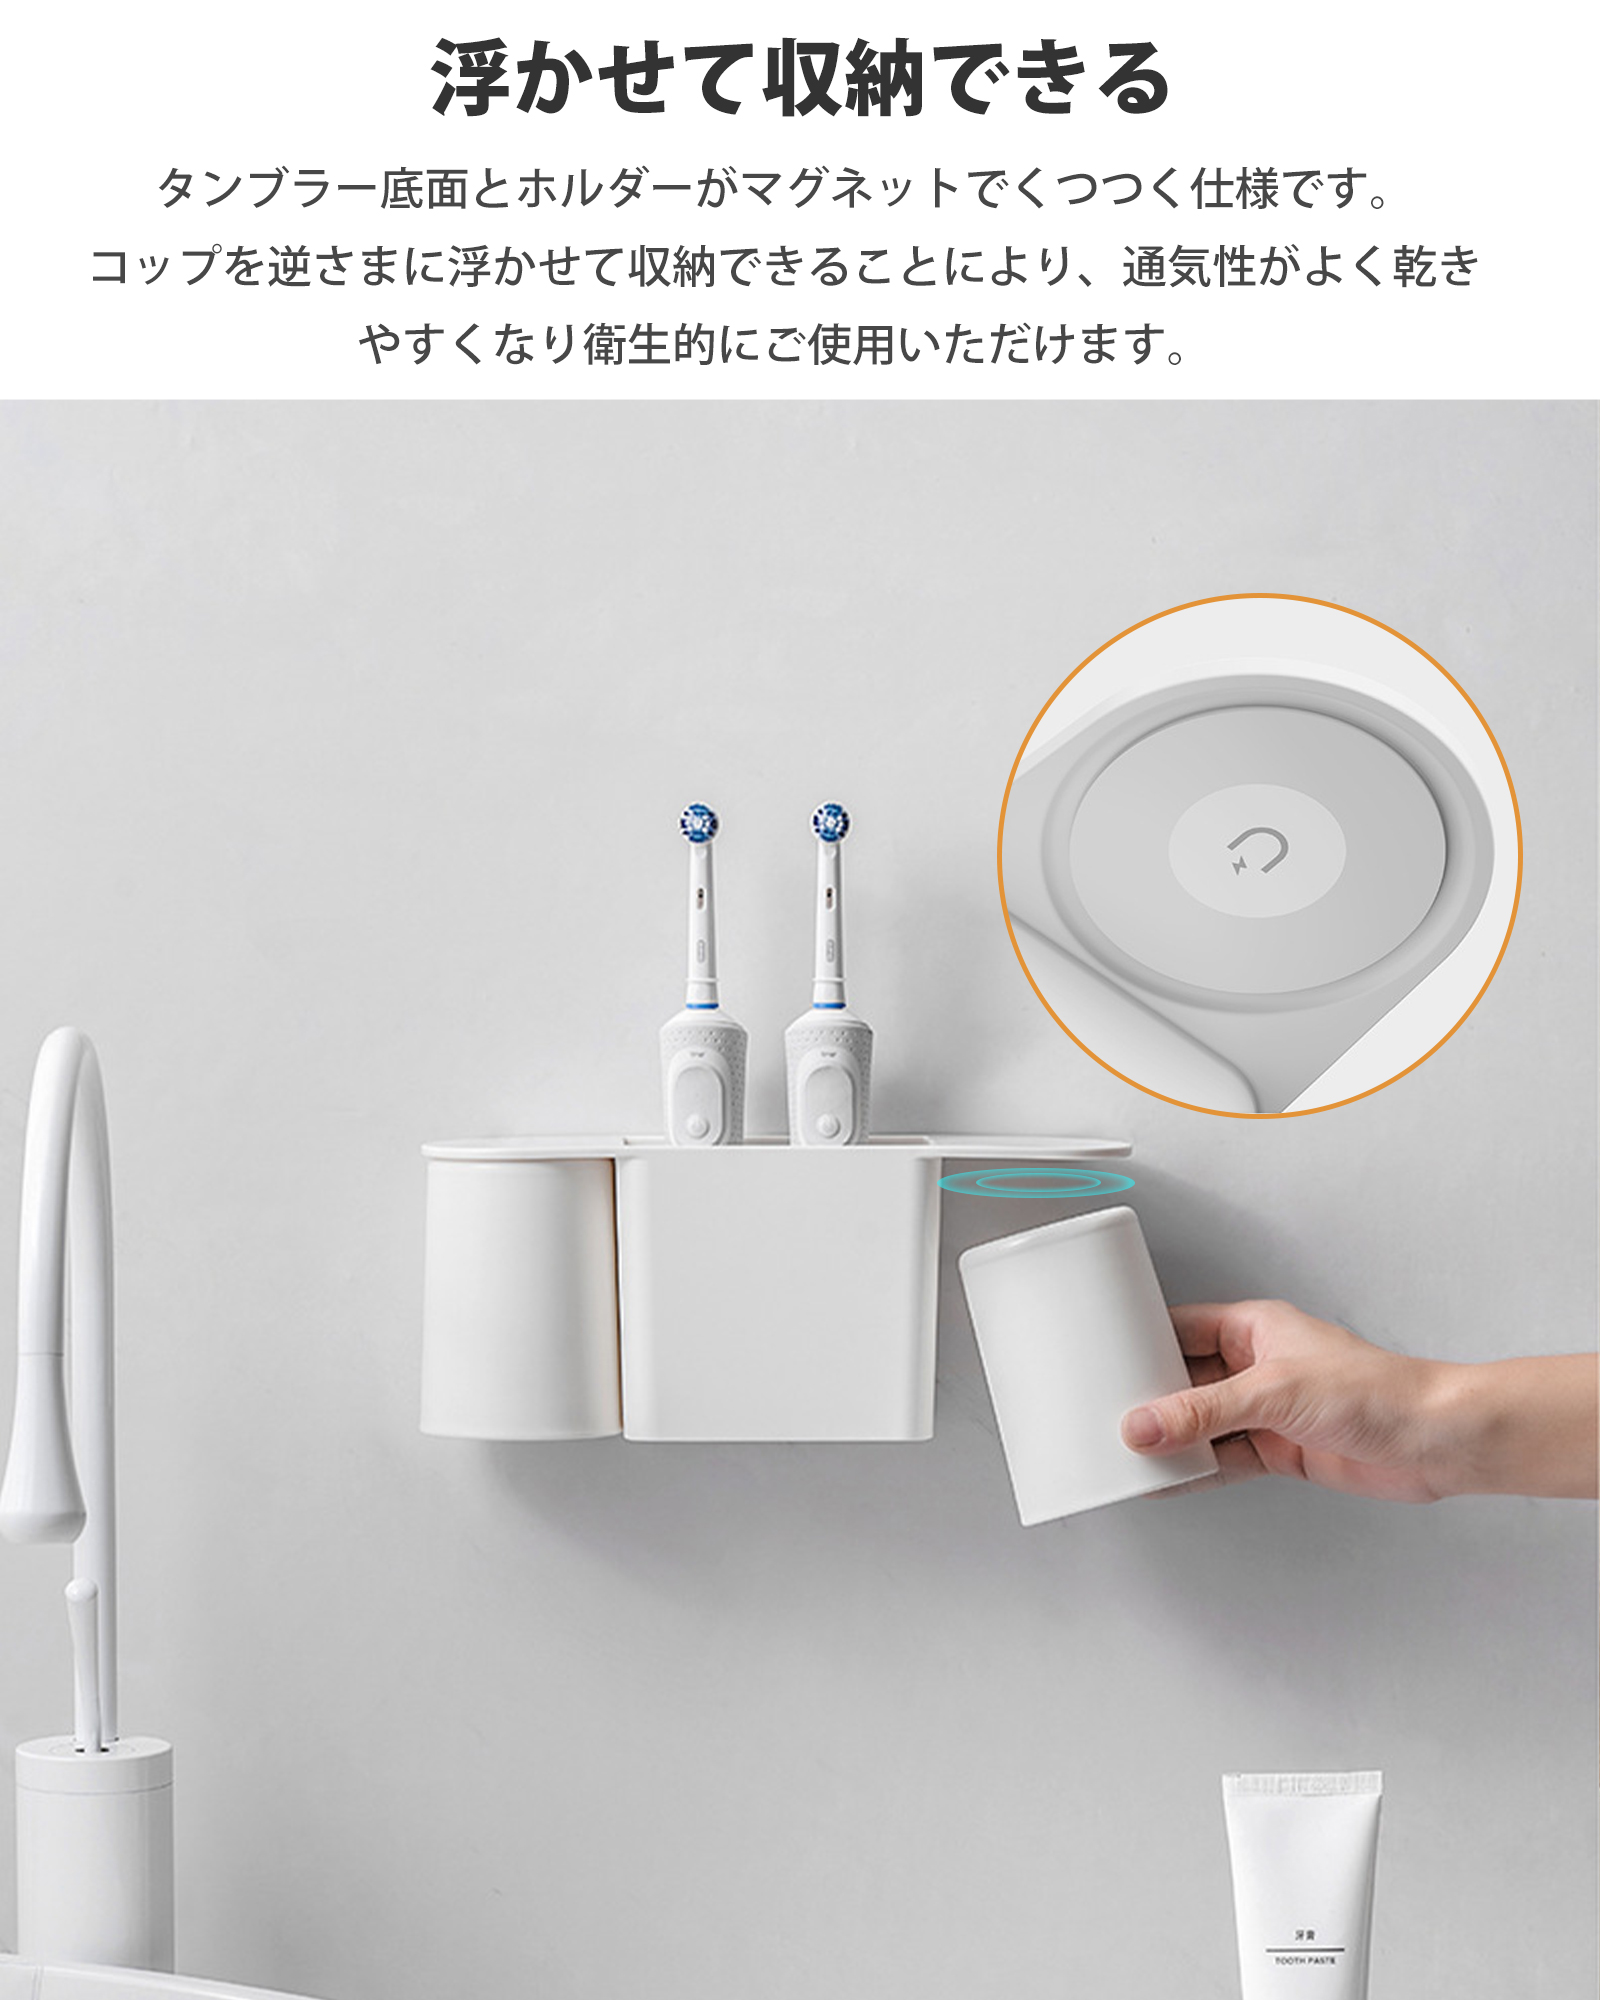 浮かせて収納できる
タンブラー底面とホルダーがマグネットでくつつく仕様です。
コップを逆さまに浮かせて収納できることにより、通気性がよく乾き
やすくなり衛生的にご使用いただけます。
牙膏
TOOTH PASTE